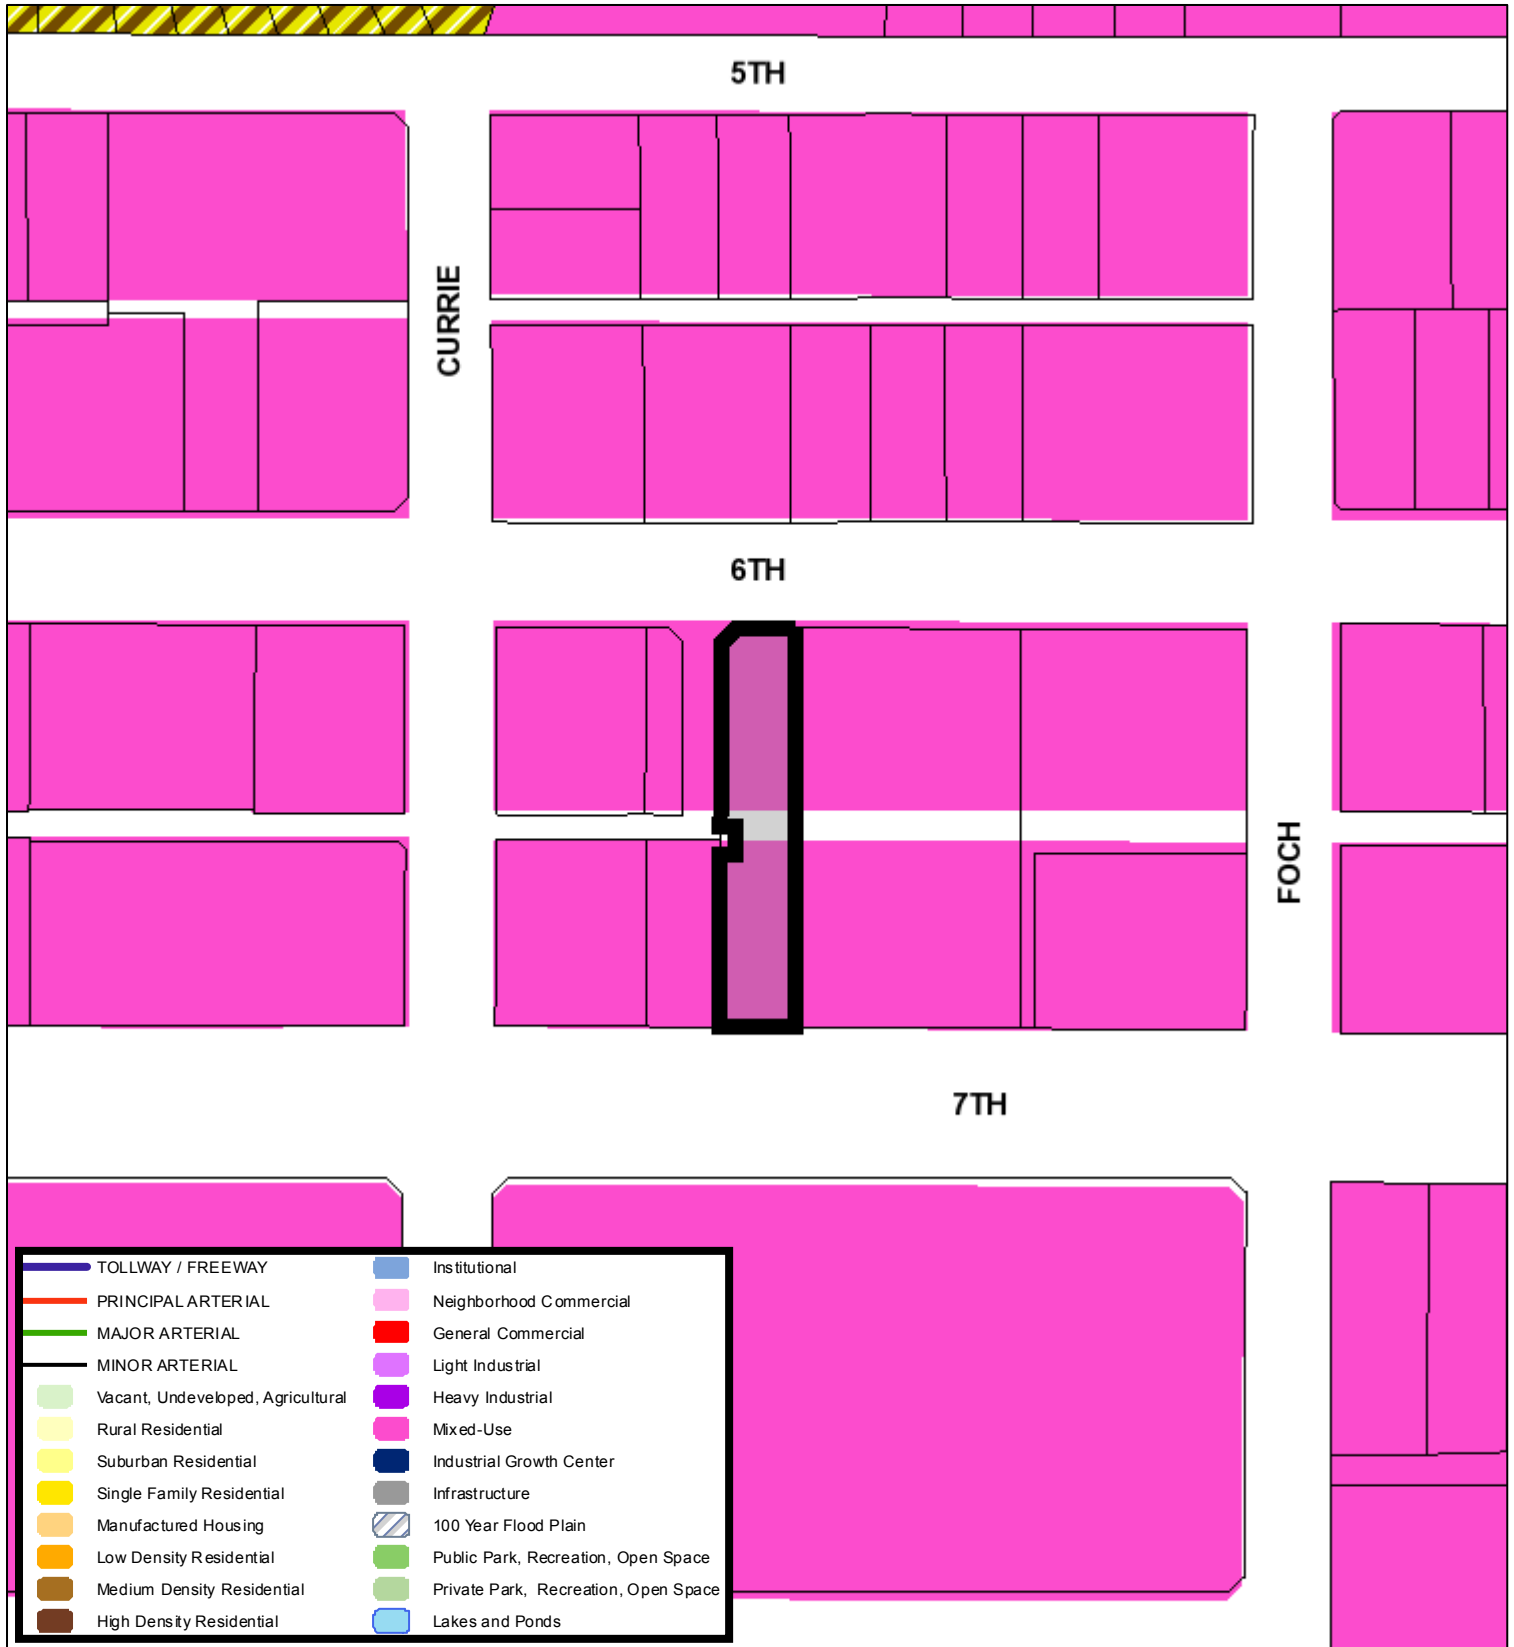 5TH
CURRIE
6TH
FOCH
7TH
TOLLWAY / FREEWAY
PRINCIPAL ARTERIAL
MAJOR ARTERIAL
MINOR ARTERIAL
Vacant, Undeveloped, Agricultural
Rural Residential
Suburban Residential
Single Family Residential
Manufactured Housing
Low Density Residential
Medium Density Residential
High Density Residential
Institutional
Neighborhood Commercial
General Commercial
Light Industrial
Heavy Industrial
Mixed-Use
Industrial Growth Center
Infrastructure
100 Year Flood Plain
Public Park, Recreation, Open Space
Private Park, Recreation, Open Space
Lakes and Ponds